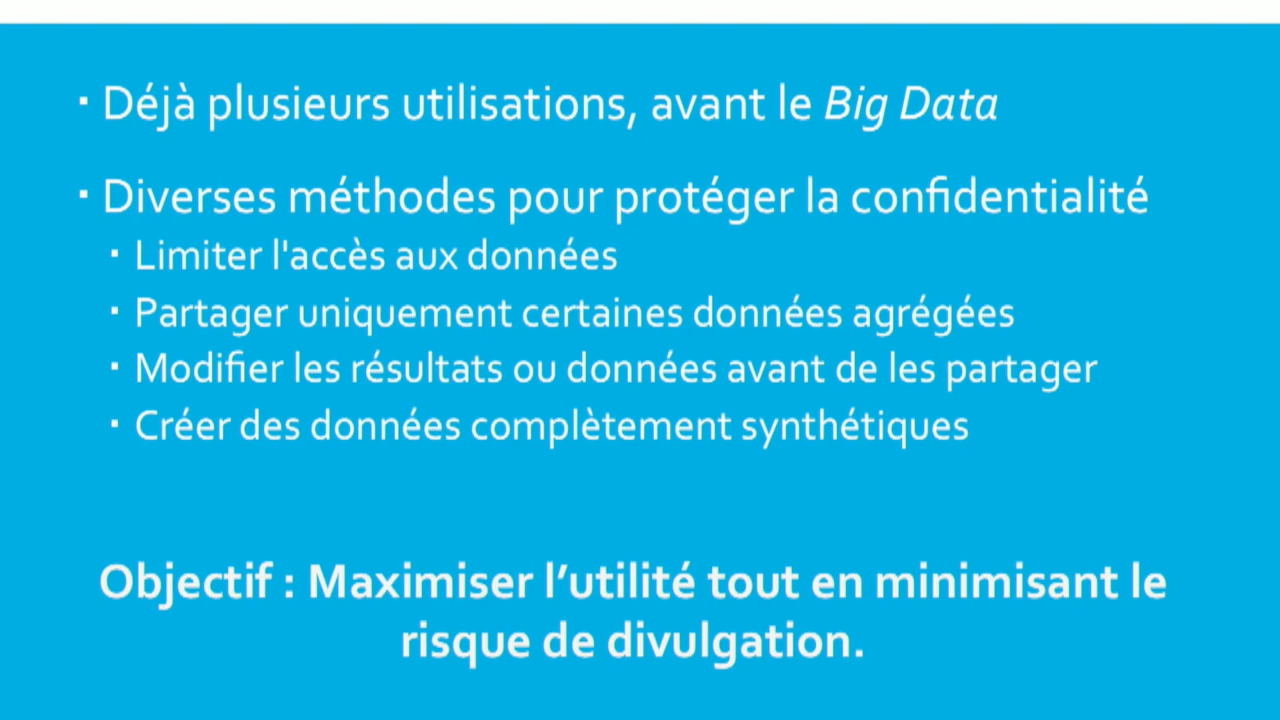 ▪ Déjà plusieurs utilisations, avant le Big Data
▪ Diverses méthodes pour protéger la confidentialité
▪ Limiter l'accès aux données
▪ Partager uniquement certaines données agrégées
▪ Modifier les résultats ou données avant de les partager
▪ Créer des données complètement synthétiques
Objectif : Maximiser l’utilité tout en minimisant le
risque de divulgation.